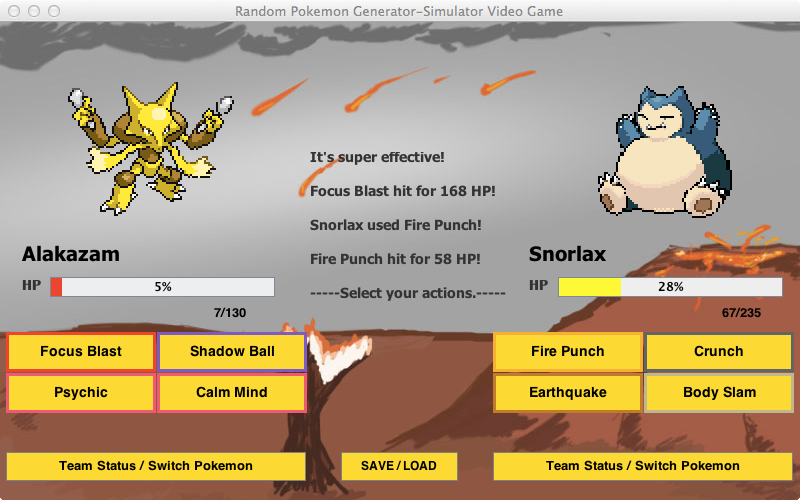 Random Pokemon Generator-Simulator Video Game
It's super effective!
Focus Blast hit for 168 HP!
Snorlax used Fire Punch!
Fire Punch hit for 58 HP!
-----Select your actions.-----
Alakazam
HP 5%
7/130
Snorlax
HP 28%
67/235
Focus Blast Shadow Ball
Psychic Calm Mind
Fire Punch Crunch
Earthquake Body Slam
Team Status / Switch Pokemon
SAVE / LOAD
Team Status / Switch Pokemon